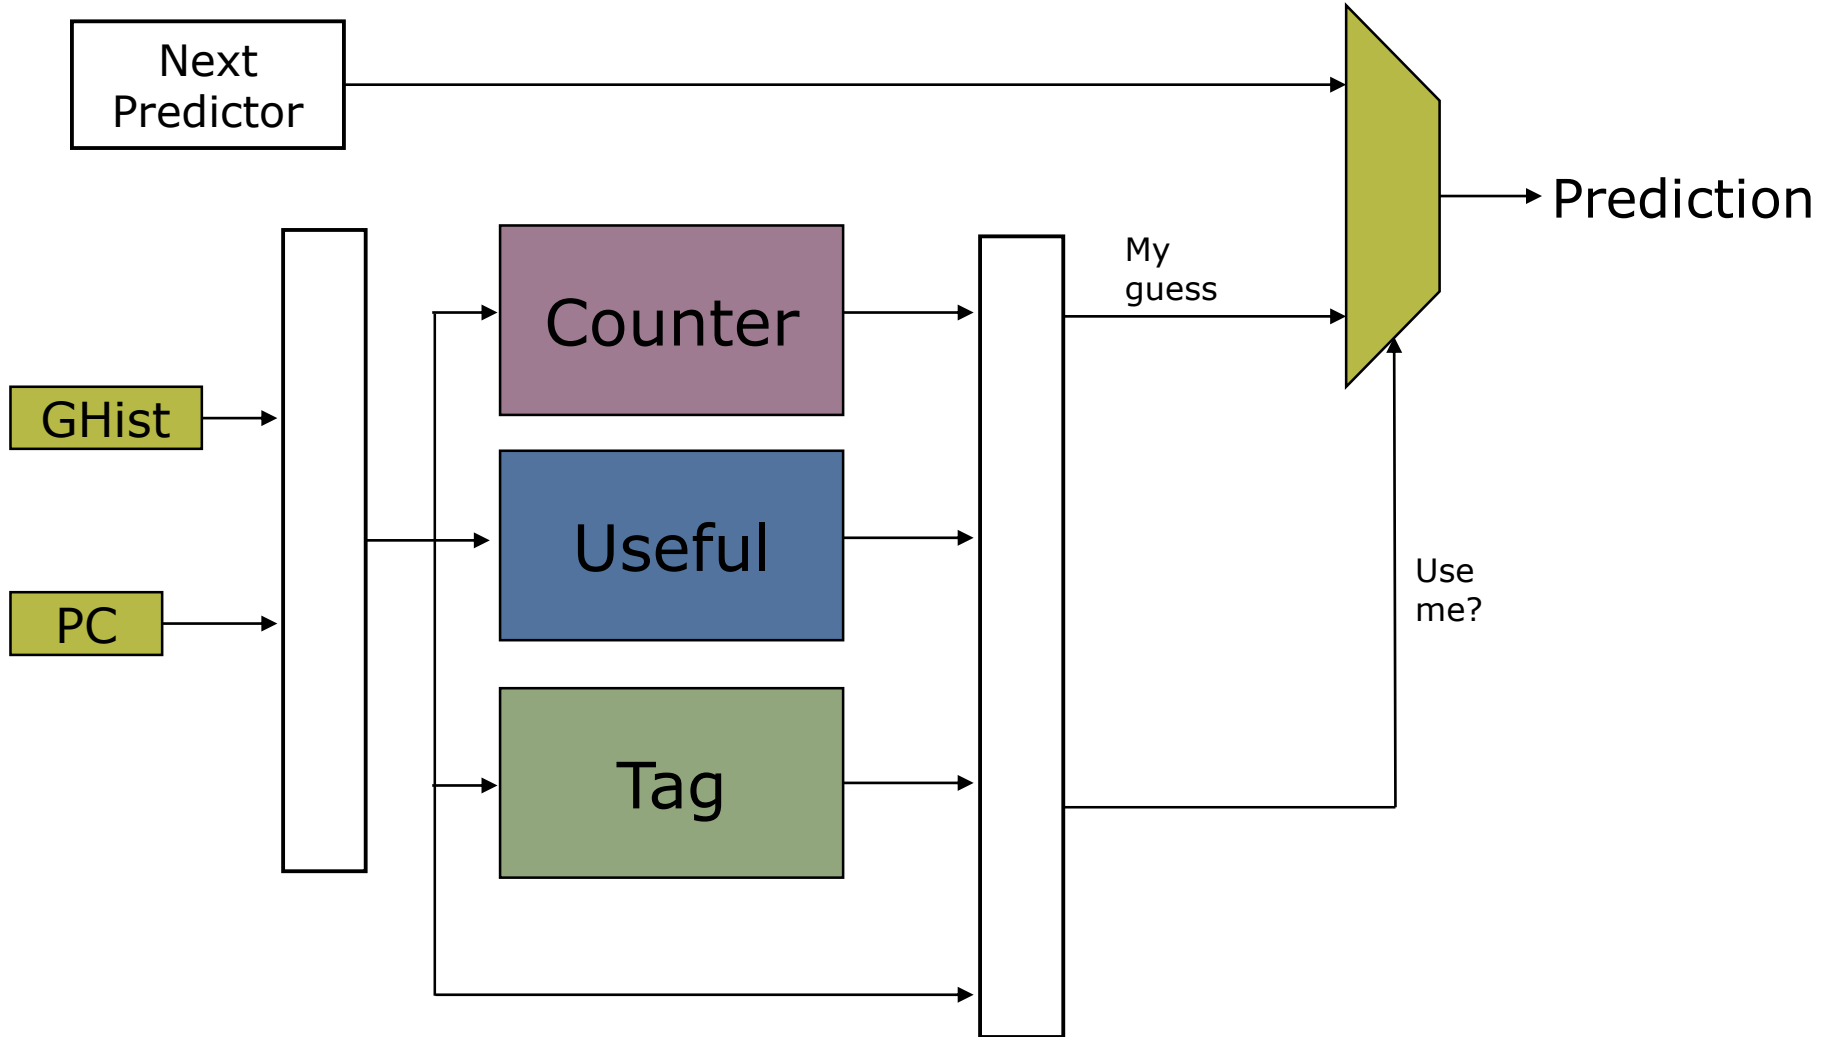 Next
Predictor
Prediction
My
guess
Counter
GHist
Useful
Use
me?
PC
Tag